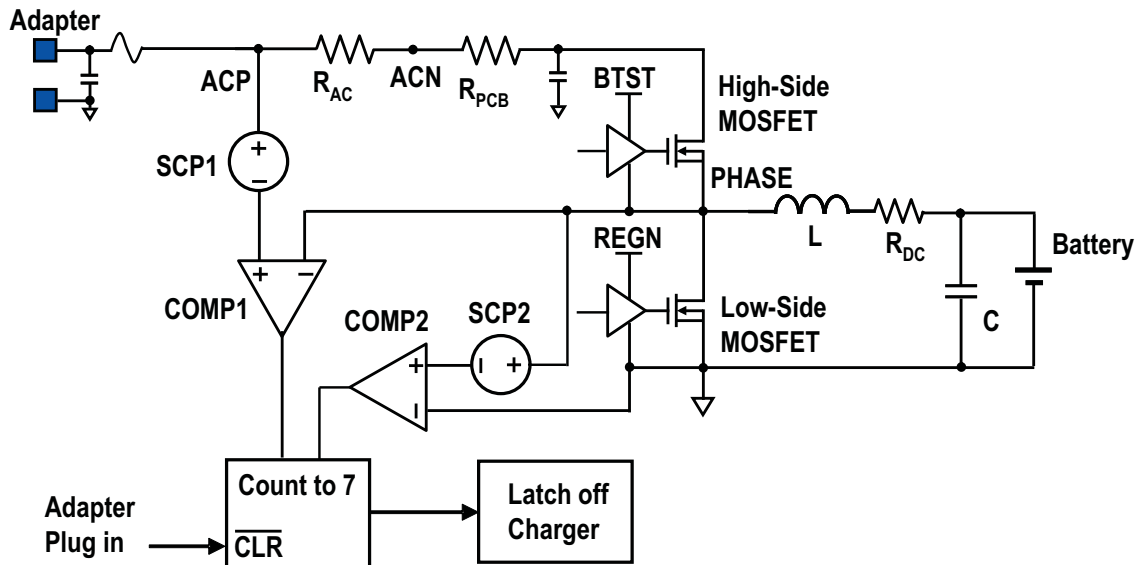 Adapter
ACP
R_AC
ACN
R_PCB
BTST
High-Side
MOSFET
SCP1
+
−
PHASE
+ −
COMP1
REGN
L
R_DC
Battery
COMP2
SCP2
+
−
− +
Low-Side
MOSFET
C
Count to 7
CLR
Adapter
Plug in
Latch off
Charger